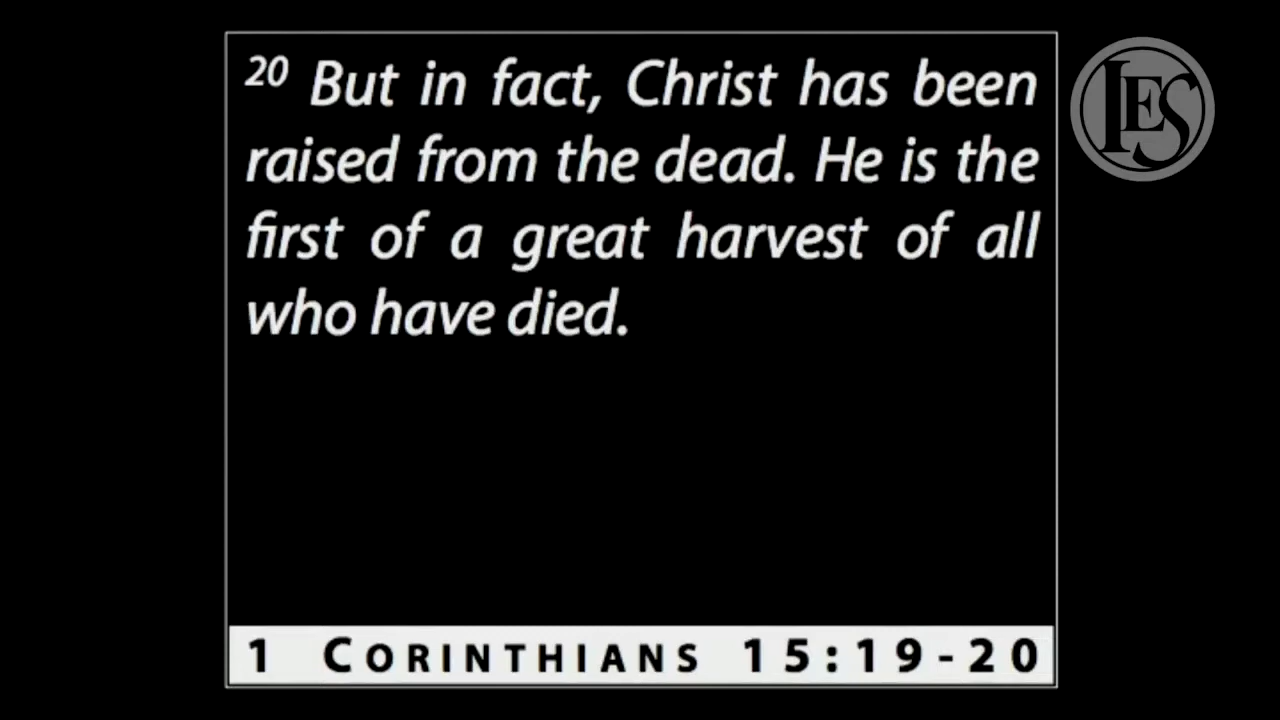 20 But in fact, Christ has been
raised from the dead. He is the
first of a great harvest of all
who have died.
1 CORINTHIANS 15:19-20
LES